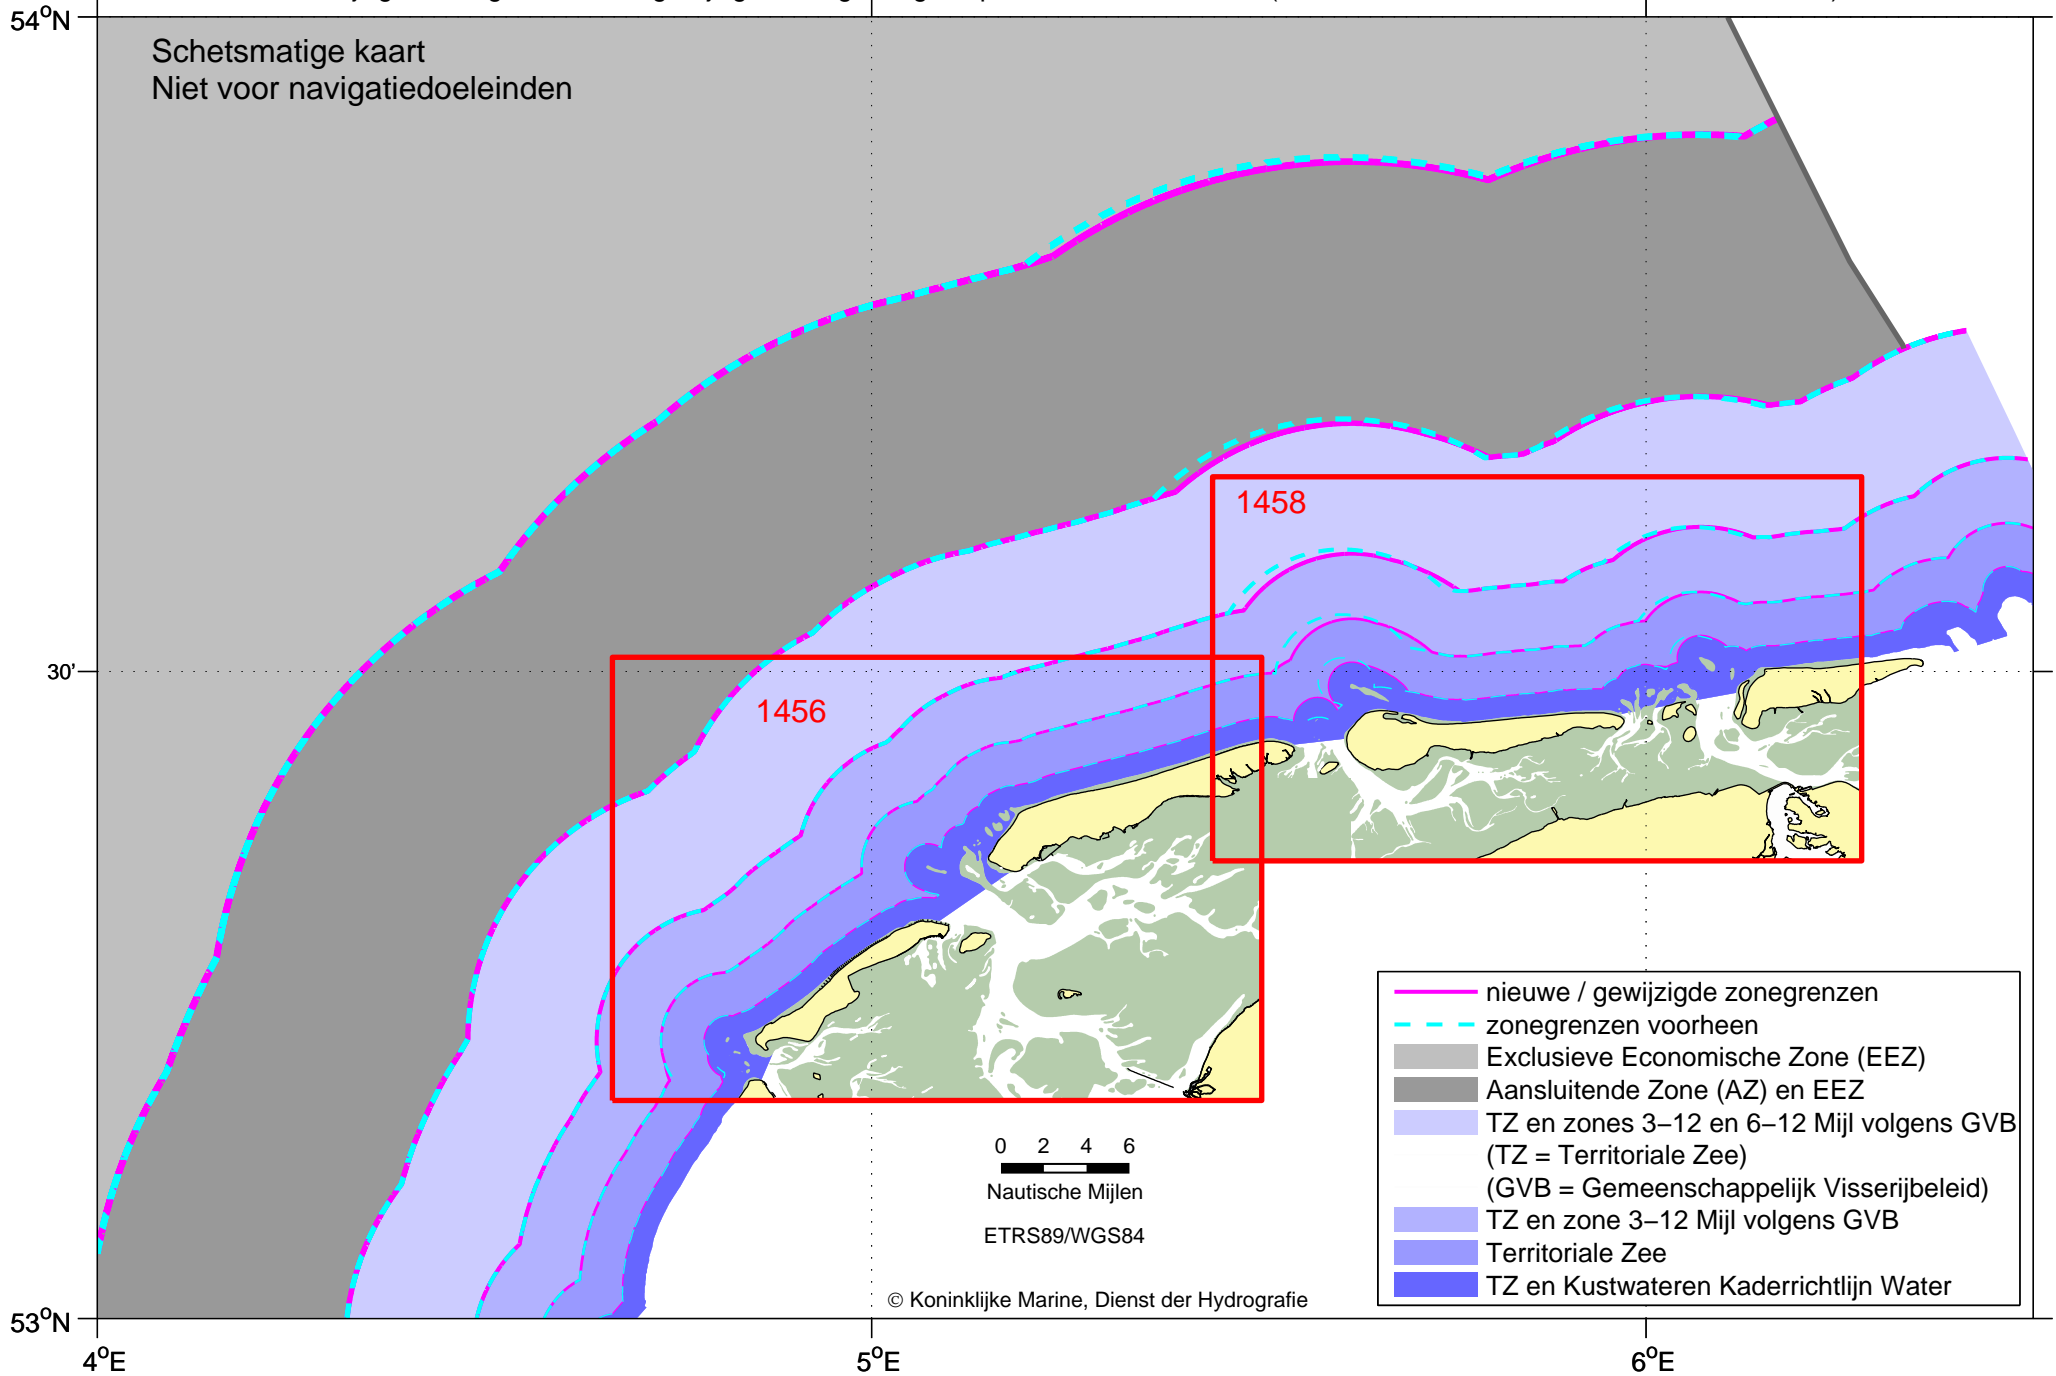 54°N
Schetsmatige kaart
Niet voor navigatiedoeleinden
1458
30'
1456
nieuwe / gewijzigde zonegrenzen
zonegrenzen voorheen
Exclusieve Economische Zone (EEZ)
Aansluitende Zone (AZ) en EEZ
TZ en zones 3–12 en 6–12 Mijl volgens GVB
(TZ = Territoriale Zee)
(GVB = Gemeenschappelijk Visserijbeleid)
TZ en zone 3–12 Mijl volgens GVB
Territoriale Zee
TZ en Kustwateren Kaderrichtlijn Water
0 2 4 6
Nautische Mijlen
ETRS89/WGS84
© Koninklijke Marine, Dienst der Hydrografie
53°N
4°E 5°E 6°E